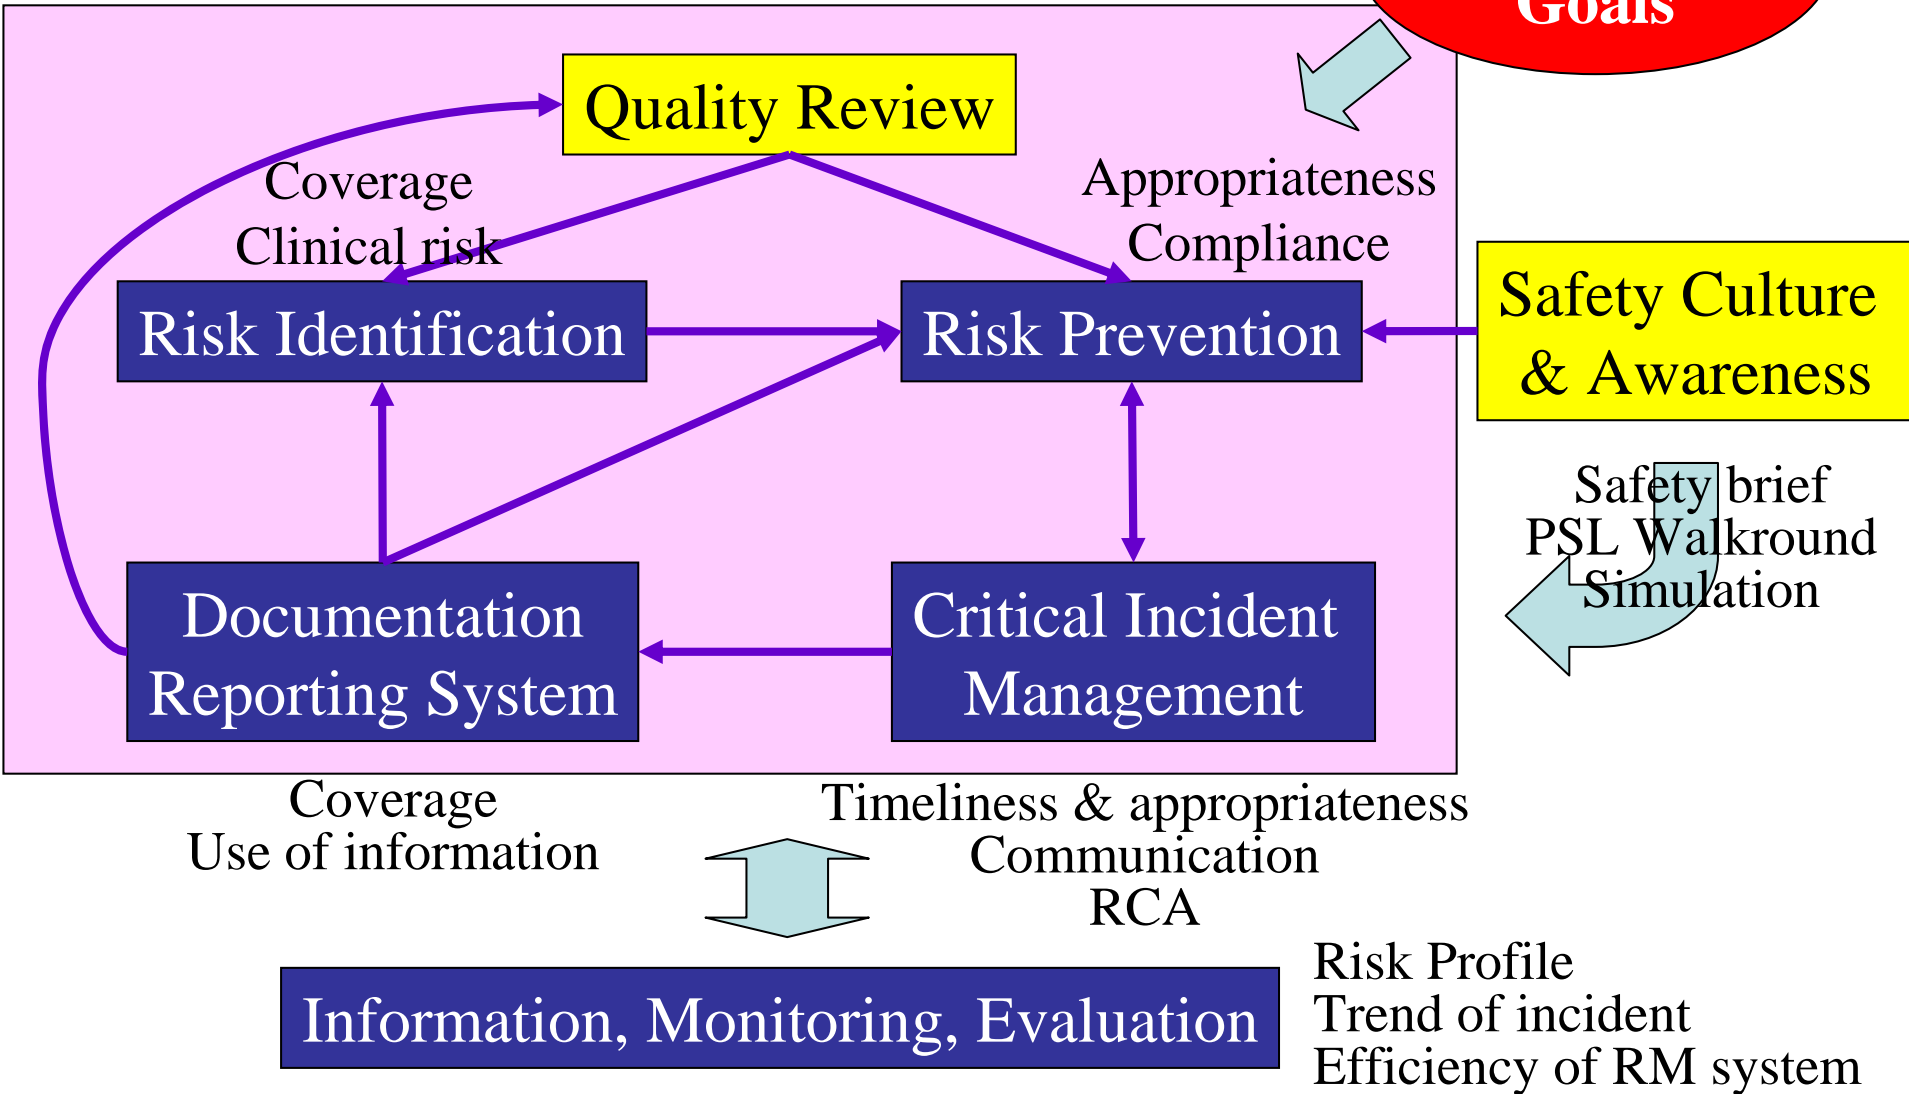 Goals
Quality Review
Coverage
Clinical risk
Appropriateness
Compliance
Risk Identification
Risk Prevention
Safety Culture
& Awareness
Safety brief
PSL Walkround
Simulation
Documentation
Reporting System
Critical Incident
Management
Coverage
Use of information
Timeliness & appropriateness
Communication
RCA
Information, Monitoring, Evaluation
Risk Profile
Trend of incident
Efficiency of RM system